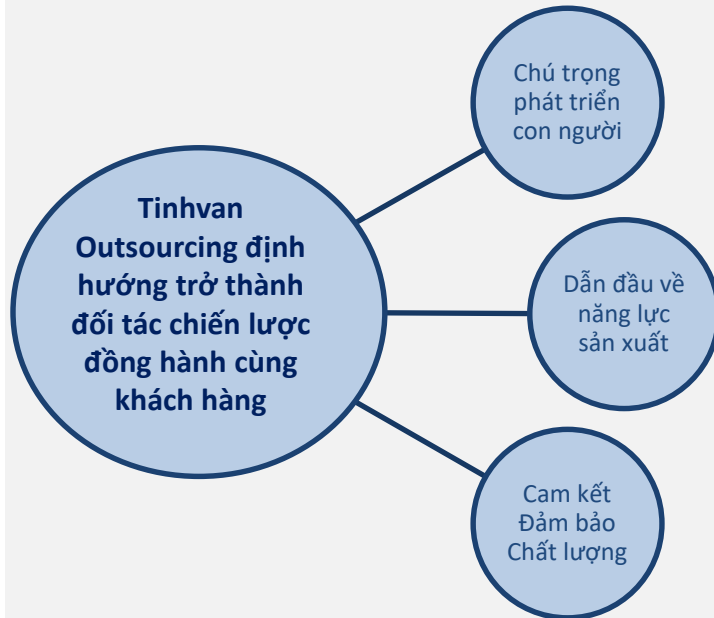 Tinhvan
Outsourcing định
hướng trở thành
đối tác chiến lược
đồng hành cùng
khách hàng
Chú trọng
phát triển
con người
Dẫn đầu về
năng lực
sản xuất
Cam kết
Đảm bảo
Chất lượng